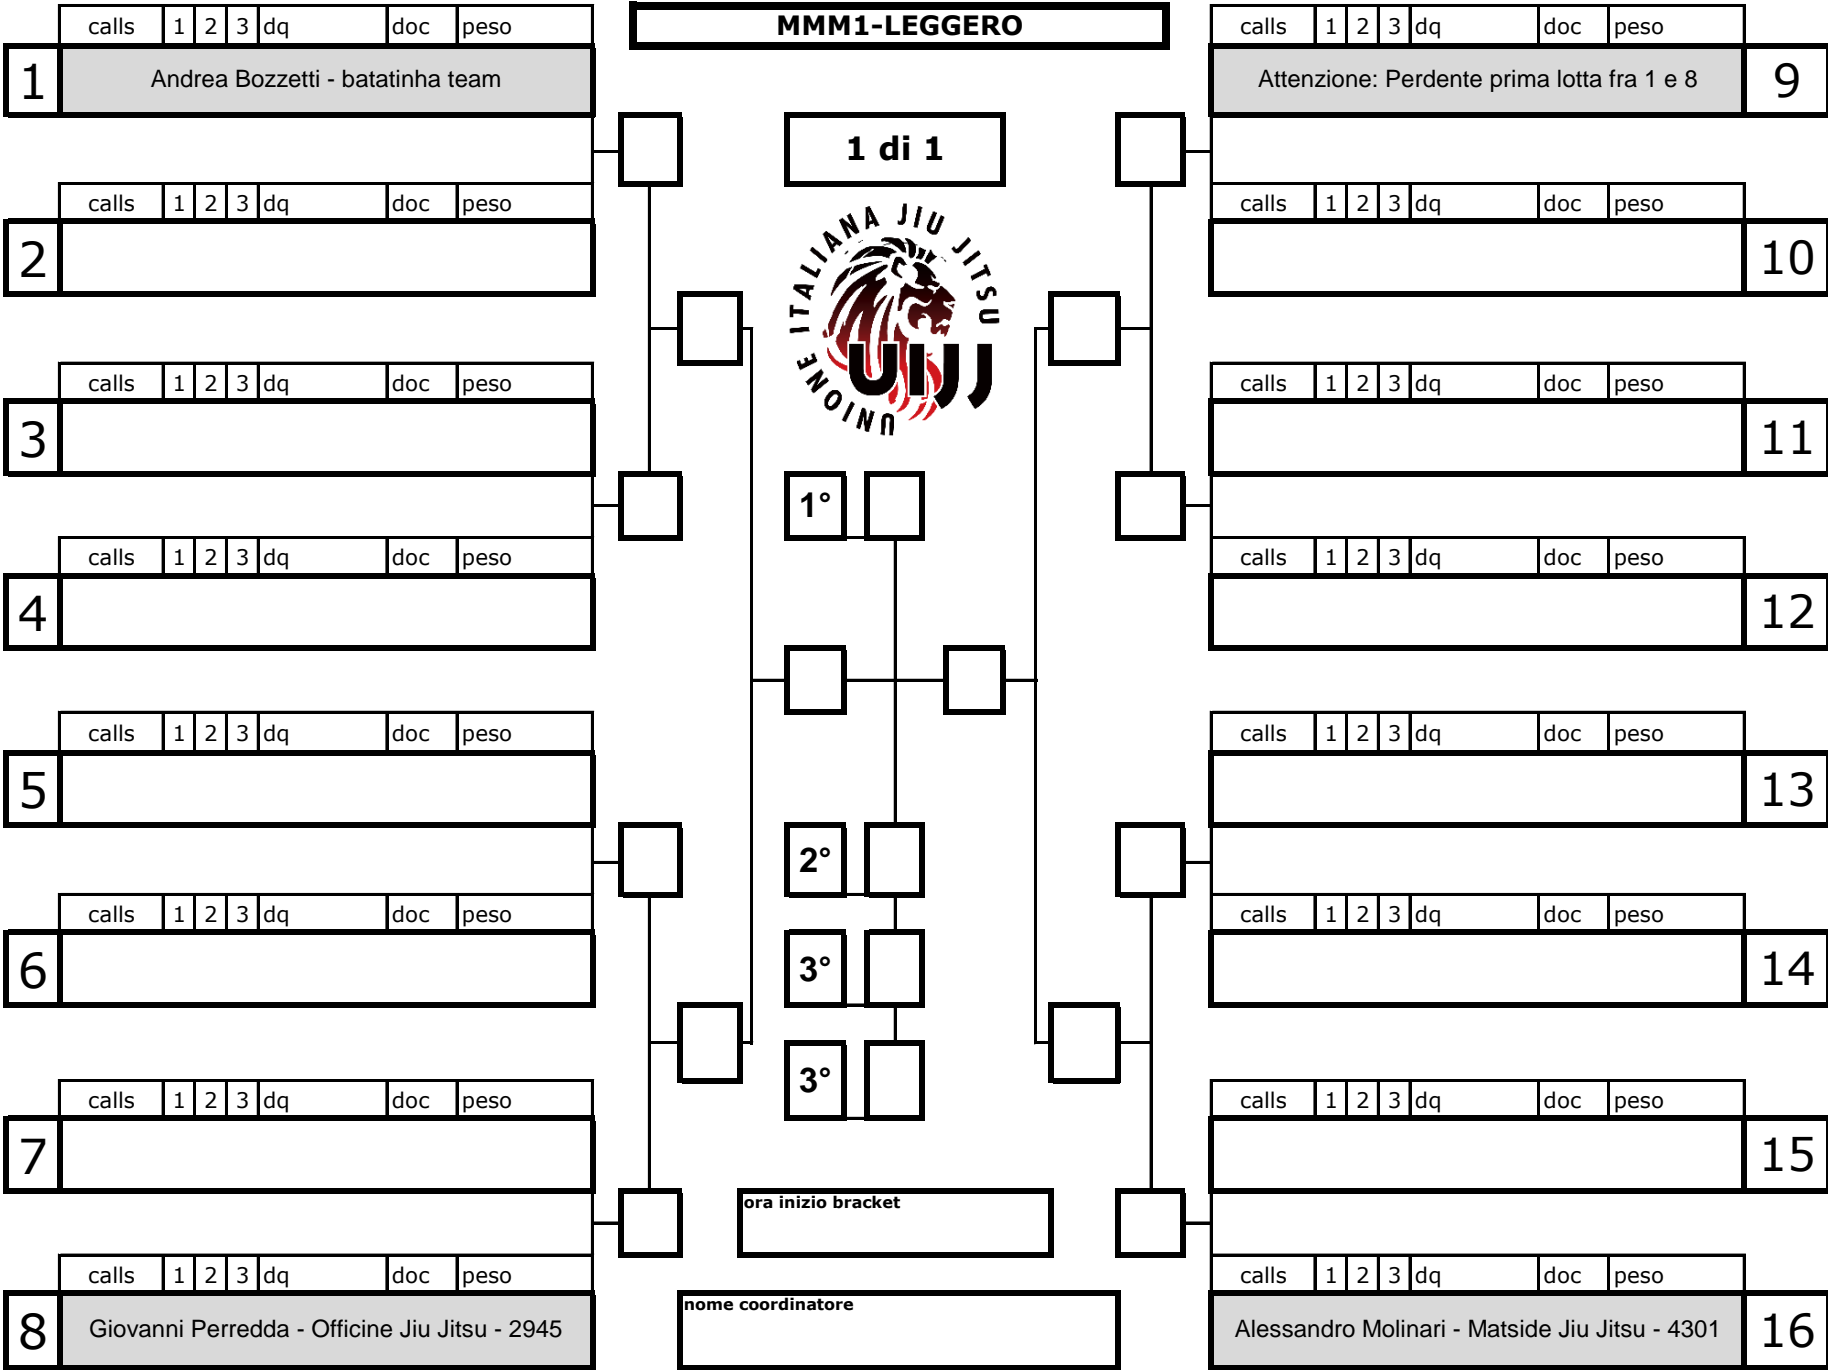 MMM1-LEGGERO
1 di 1
UNIONE ITALIANA JIU JITSU
UIJJ
calls 1 2 3 dq doc peso
1 Andrea Bozzetti - batatinha team
calls 1 2 3 dq doc peso
2
calls 1 2 3 dq doc peso
3
calls 1 2 3 dq doc peso
4
calls 1 2 3 dq doc peso
5
calls 1 2 3 dq doc peso
6
calls 1 2 3 dq doc peso
7
calls 1 2 3 dq doc peso
8 Giovanni Perredda - Officine Jiu Jitsu - 2945
1°
2°
3°
3°
ora inizio bracket
nome coordinatore
calls 1 2 3 dq doc peso
Attenzione: Perdente prima lotta fra 1 e 8 9
calls 1 2 3 dq doc peso
10
calls 1 2 3 dq doc peso
11
calls 1 2 3 dq doc peso
12
calls 1 2 3 dq doc peso
13
calls 1 2 3 dq doc peso
14
calls 1 2 3 dq doc peso
15
calls 1 2 3 dq doc peso
Alessandro Molinari - Matside Jiu Jitsu - 4301 16